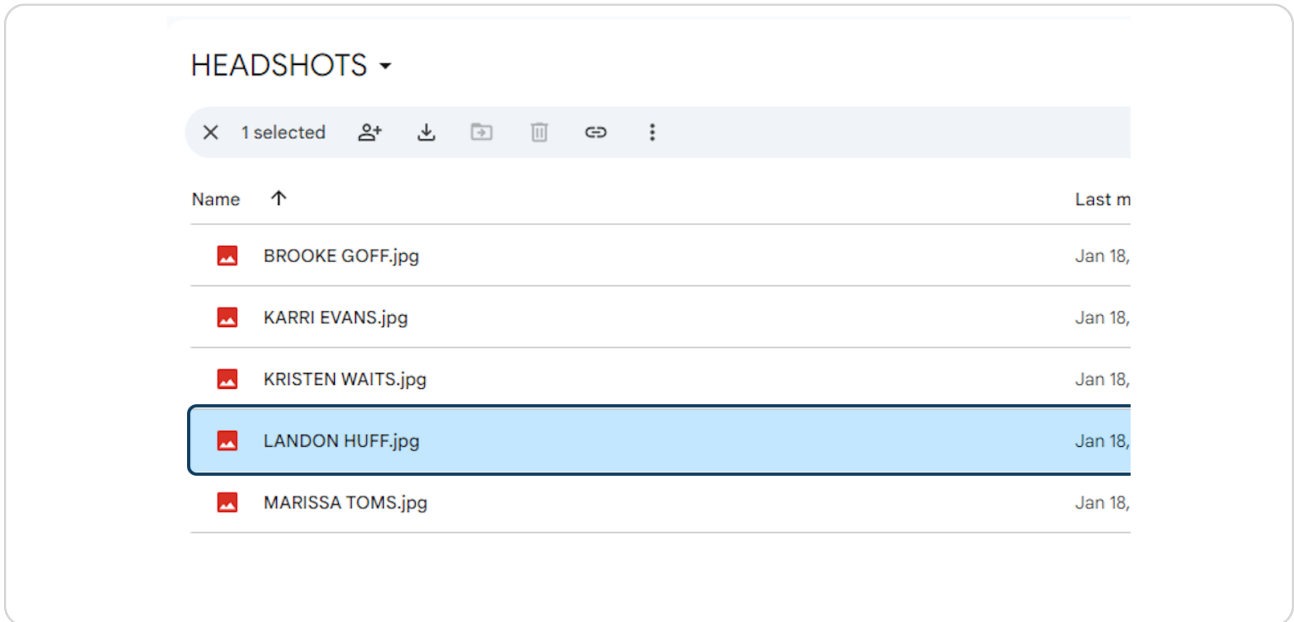 HEADSHOTS
1 selected
Name Last m
BROOKE GOFF.jpg Jan 18,
KARRI EVANS.jpg Jan 18,
KRISTEN WAITS.jpg Jan 18,
LANDON HUFF.jpg Jan 18,
MARISSA TOMS.jpg Jan 18,